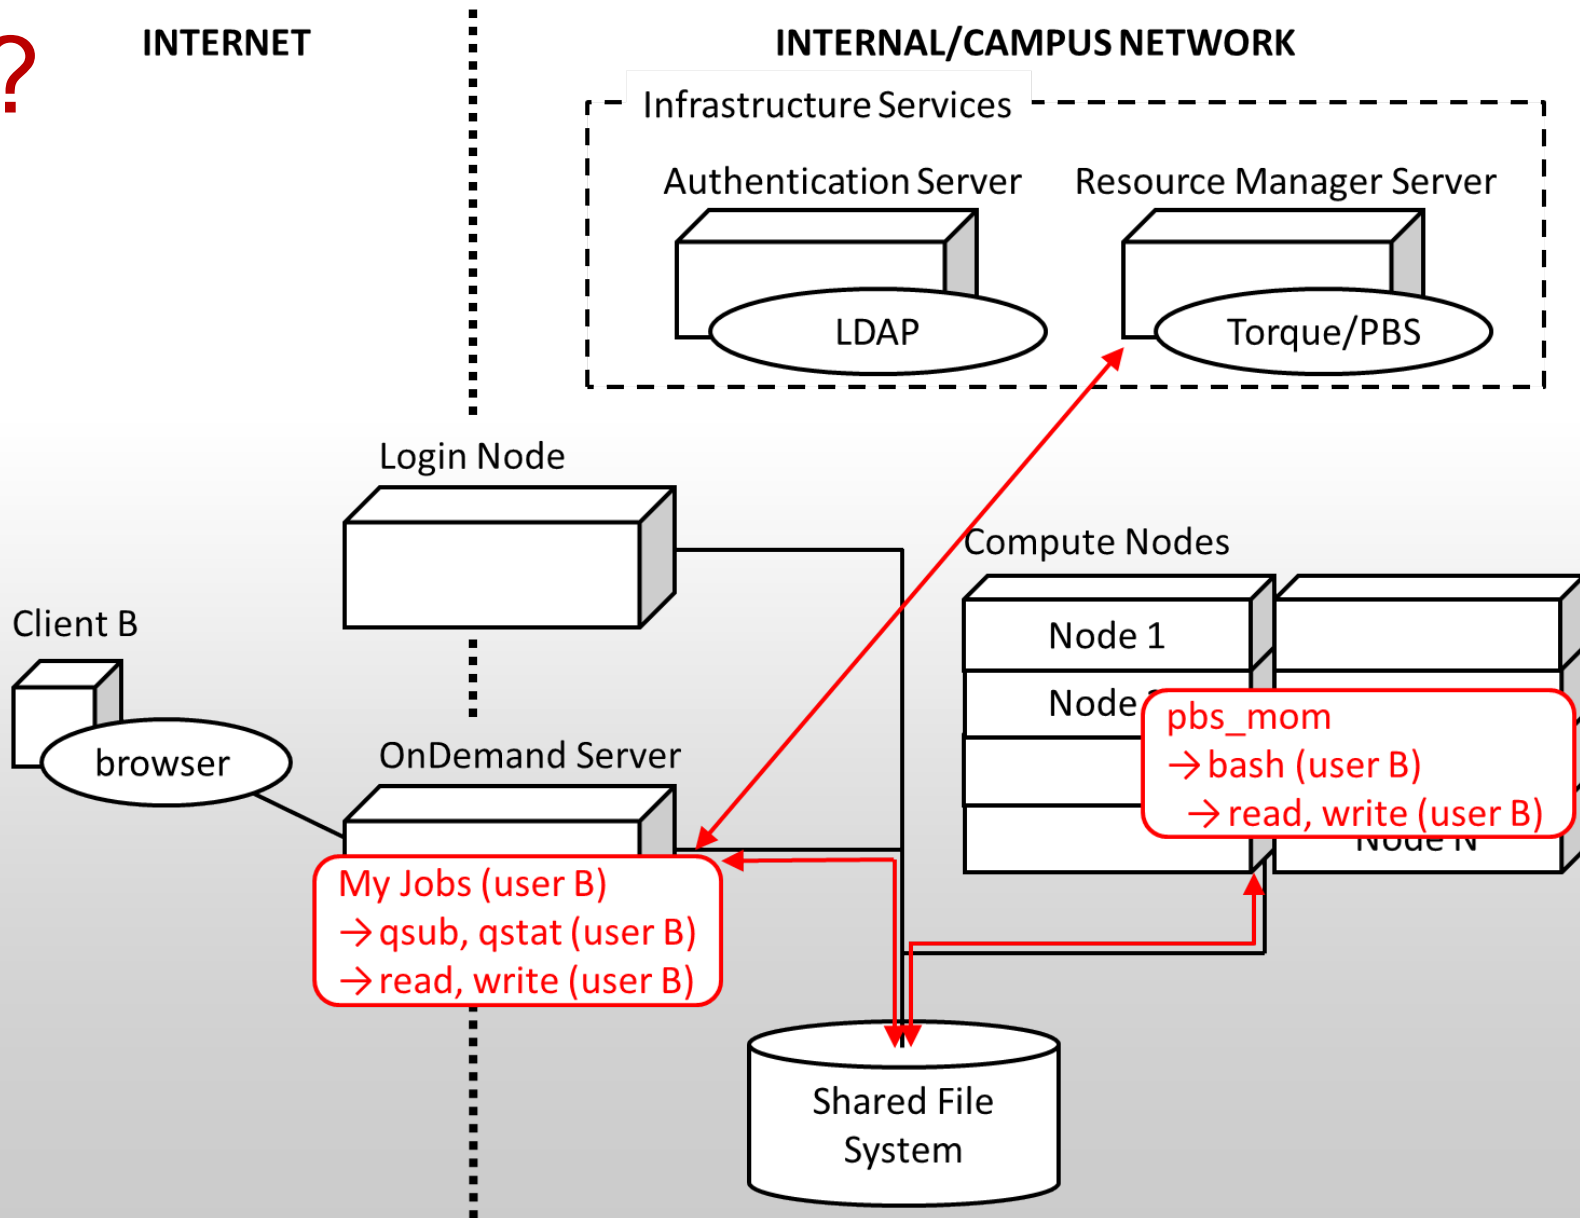 ?
INTERNET
INTERNAL/CAMPUS NETWORK
Infrastructure Services
Authentication Server
Resource Manager Server
LDAP
Torque/PBS
Login Node
Compute Nodes
Client B
Node 1
Node
browser
OnDemand Server
pbs_mom
→ bash (user B)
→ read, write (user B)
Node N
My Jobs (user B)
→ qsub, qstat (user B)
→ read, write (user B)
Shared File
System